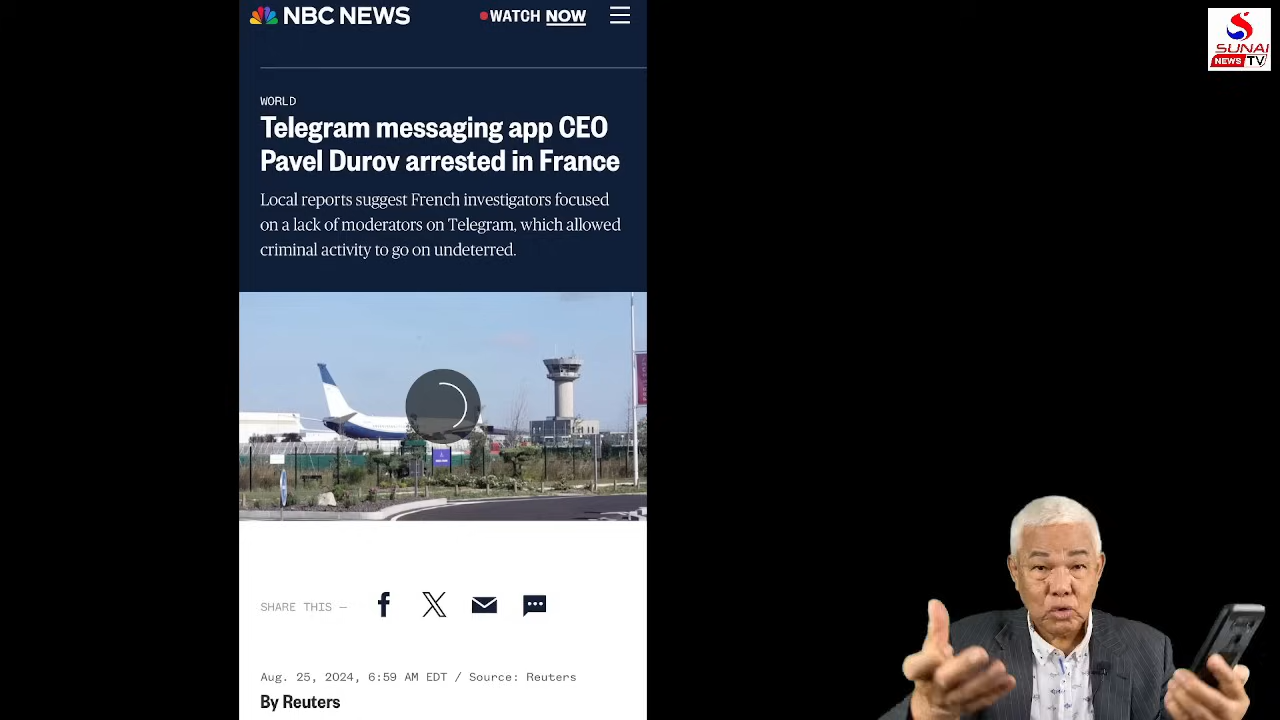 NBC NEWS
WATCH NOW
SUNAI
NEWS TV
WORLD
Telegram messaging app CEO
Pavel Durov arrested in France
Local reports suggest French investigators focused
on a lack of moderators on Telegram, which allowed
criminal activity to go on undeterred.
SHARE THIS —
Aug. 25, 2024, 6:59 AM EDT / Source: Reuters
By Reuters